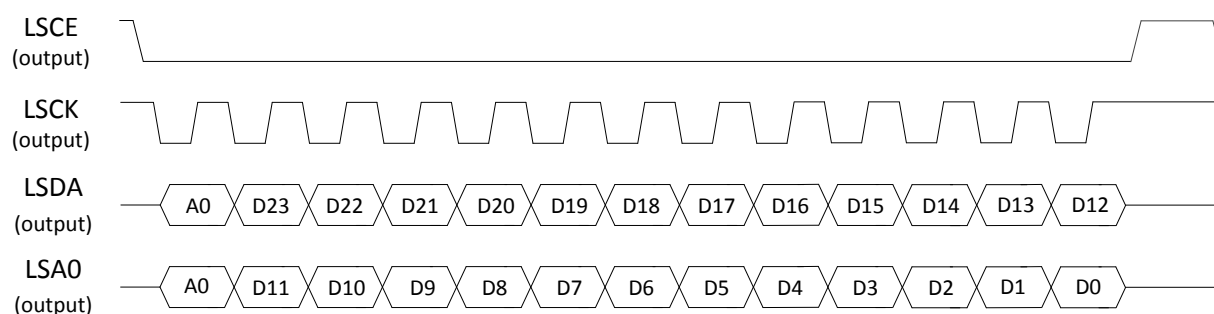 LSCE
(output)
LSCK
(output)
LSDA
(output)
A0 D23 D22 D21 D20 D19 D18 D17 D16 D15 D14 D13 D12
LSA0
(output)
A0 D11 D10 D9 D8 D7 D6 D5 D4 D3 D2 D1 D0